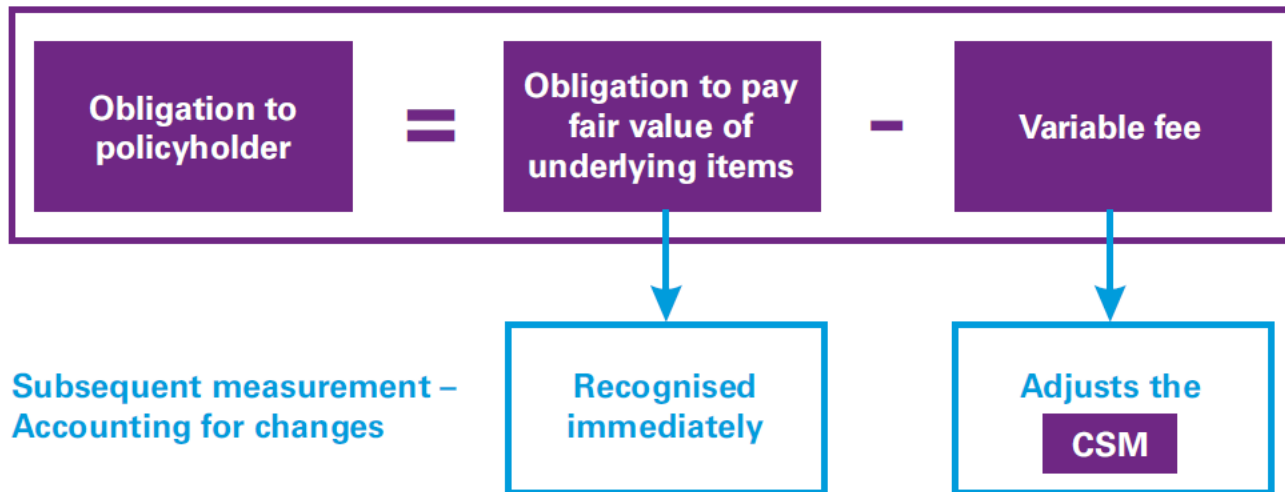 Obligation to
policyholder
=
Obligation to pay
fair value of
underlying items
–
Variable fee
Subsequent measurement –
Accounting for changes
Recognised
immediately
Adjusts the
CSM